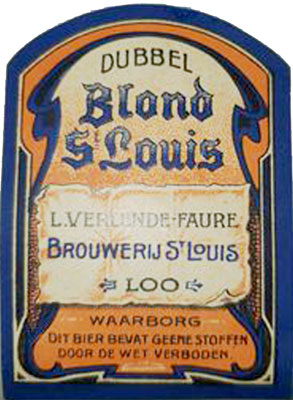 DUBBEL
Blond
St Louis
L. VERLINDE-FAURE
BROUWERIJ ST LOUIS
LOO
WAARBORG
DIT BIER BEVAT GEENE STOFFEN
DOOR DE WET VERBODEN.